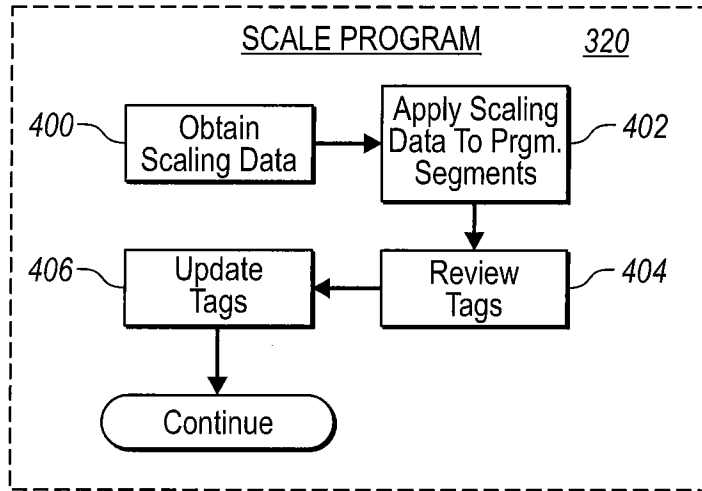 SCALE PROGRAM 320
400
Obtain
Scaling Data
Apply Scaling
Data To Prgm.
Segments
402
406
Update
Tags
Review
Tags
404
Continue